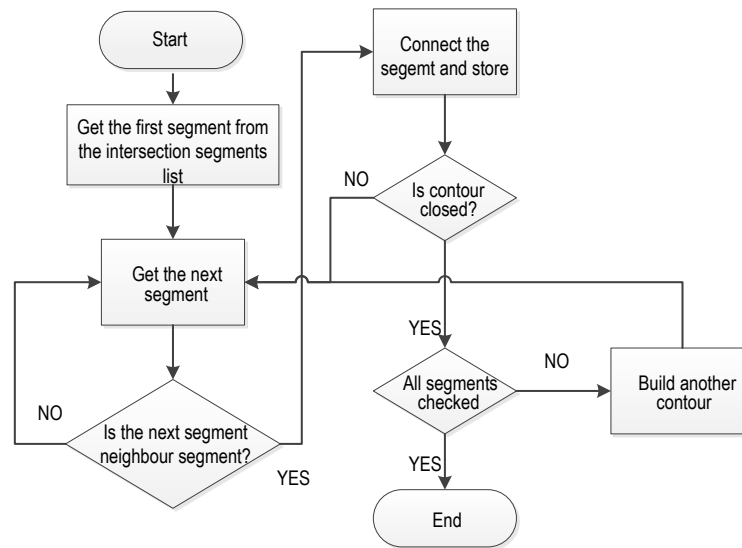 Start
Get the first segment from
the intersection segments
list
Get the next
segment
NO
Is the next segment
neighbour segment?
YES
Connect the
segemt and store
NO
Is contour
closed?
YES
All segments
checked
NO
Build another
contour
YES
End